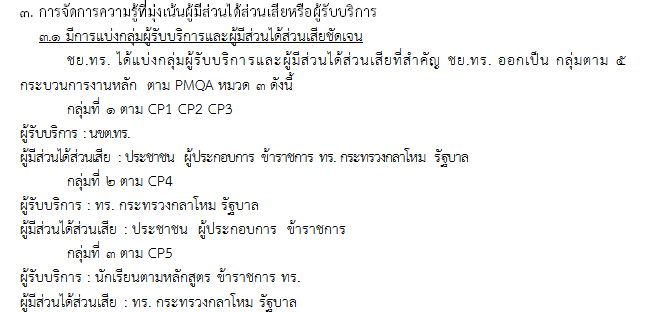 ๓. การจัดการความรู้ที่มุ่งเน้นผู้มีส่วนได้ส่วนเสียหรือผู้รับบริการ
๓.๑ มีการแบ่งกลุ่มผู้รับบริการและผู้มีส่วนได้ส่วนเสียชัดเจน
ชย.ทร. ได้แบ่งกลุ่มผู้รับบริการและผู้มีส่วนได้ส่วนเสียที่สำคัญ ชย.ทร. ออกเป็น กลุ่มตาม ๕
กระบวนการงานหลัก ตาม PMQA หมวด ๓ ดังนี้
กลุ่มที่ ๑ ตาม CP1 CP2 CP3
ผู้รับบริการ : นขต.ทร.
ผู้มีส่วนได้ส่วนเสีย : ประชาชน ผู้ประกอบการ ข้าราชการ ทร. กระทรวงกลาโหม รัฐบาล
กลุ่มที่ ๒ ตาม CP4
ผู้รับบริการ : ทร. กระทรวงกลาโหม รัฐบาล
ผู้มีส่วนได้ส่วนเสีย : ประชาชน ผู้ประกอบการ ข้าราชการ
กลุ่มที่ ๓ ตาม CP5
ผู้รับบริการ : นักเรียนตามหลักสูตร ข้าราชการ ทร.
ผู้มีส่วนได้ส่วนเสีย : ทร. กระทรวงกลาโหม รัฐบาล